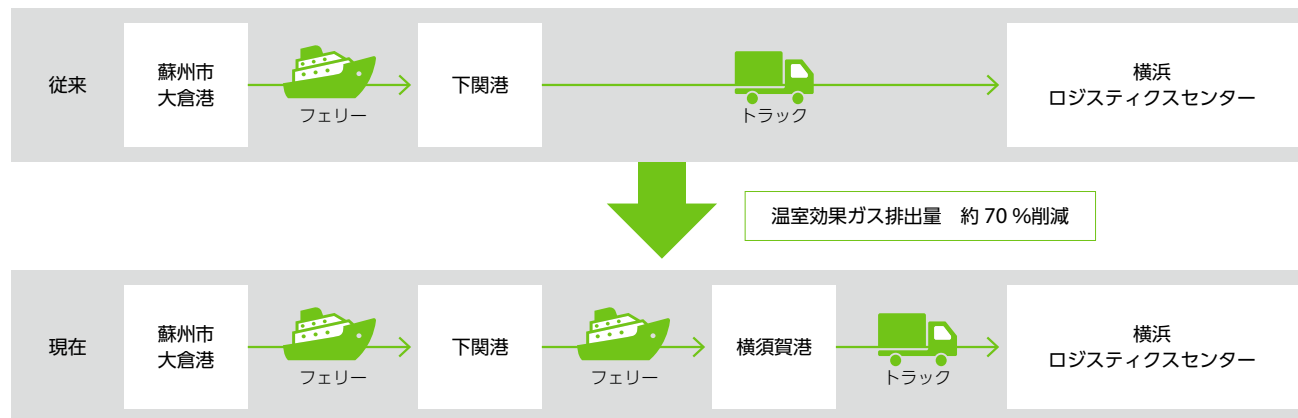 従来
蘇州市
大倉港
フェリー
下関港
トラック
横浜
ロジスティクスセンター
温室効果ガス排出量　約 70 %削減
現在
蘇州市
大倉港
フェリー
下関港
フェリー
横須賀港
トラック
横浜
ロジスティクスセンター